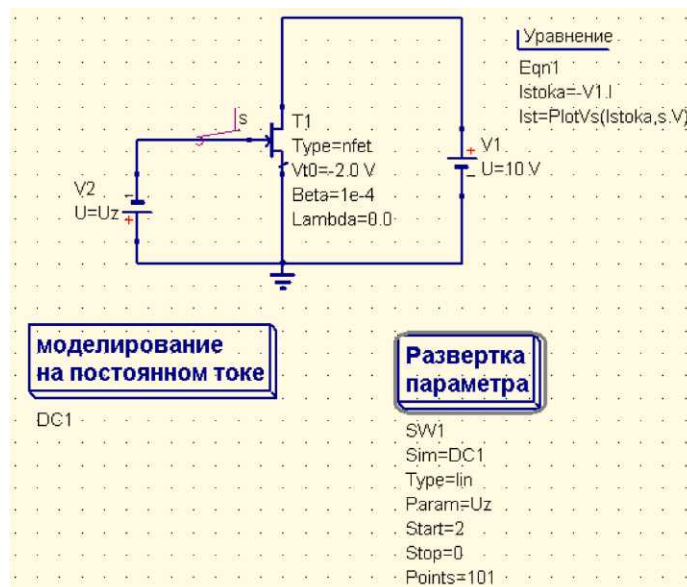 Уравнение
Eqn1
Istoka=-V1.I
Ist=PlotVs(Istoka,s.V)
s
T1
Type=nfet
Vt0=-2.0 V
Beta=1e-4
Lambda=0.0
V1
U=10 V
V2
U=Uz
моделирование
на постоянном токе
DC1
Развертка
параметра
SW1
Sim=DC1
Type=lin
Param=Uz
Start=2
Stop=0
Points=101